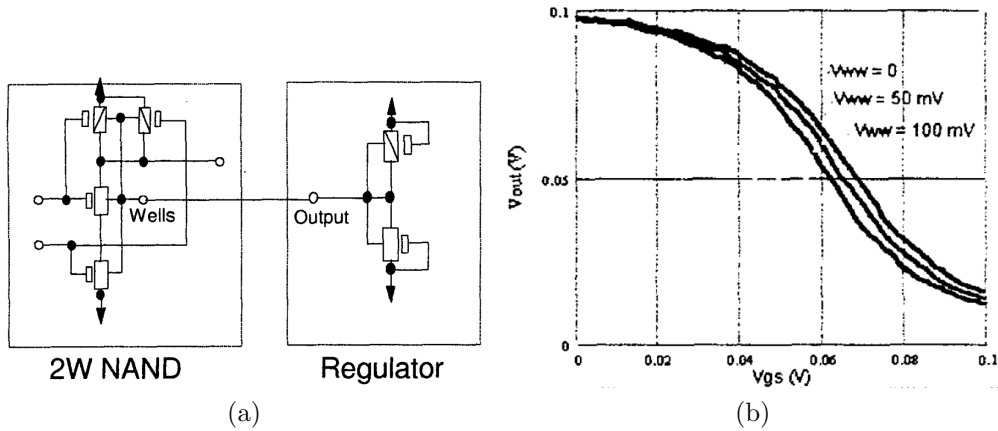 Wells
Output
2W NAND
Regulator
(a)
0.1
0.05
0
Vout (V)
Vww = 0
Vww = 50 mV
Vww = 100 mV
0
0.02
0.04
0.06
0.08
0.1
Vgs (V)
(b)